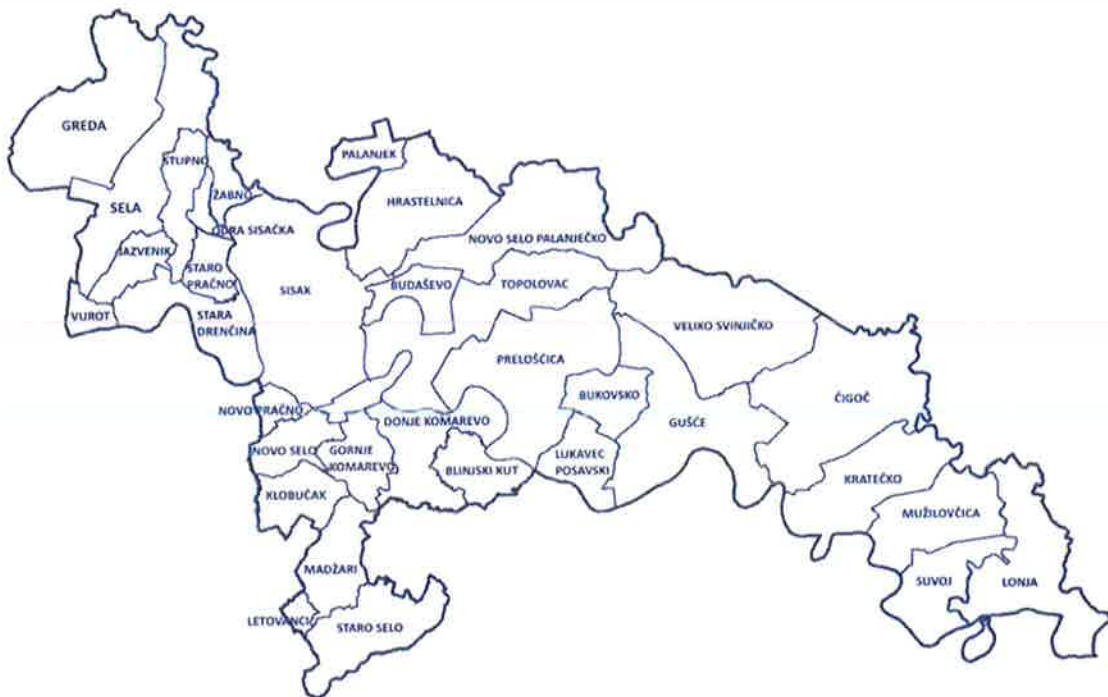 GREDA
STUPNO
PALANJEK
ŽABNO
HRASTELNICA
SELA
ODRA SISAČKA
NOVO SELO PALANJEČKO
JAZVENIK
STARO
PRAČNO
SISAK
BUDAŠEVO
TOPOLOVAC
VUROT
STARA
DRENČINA
VELIKO SVINJIČKO
PRELOŠĆICA
BUKOVSKO
ČIGOČ
NOVO PRAČNO
DONJE KOMAREVO
GUŠĆE
NOVO SELO
GORNJE
KOMAREVO
BLINJSKI KUT
LUKAVEC
POSAVSKI
KRATEČKO
KLOBUČAK
MUŽILOVČICA
MADŽARI
SUVOJ
LONJA
LETOVANCI
STARO SELO